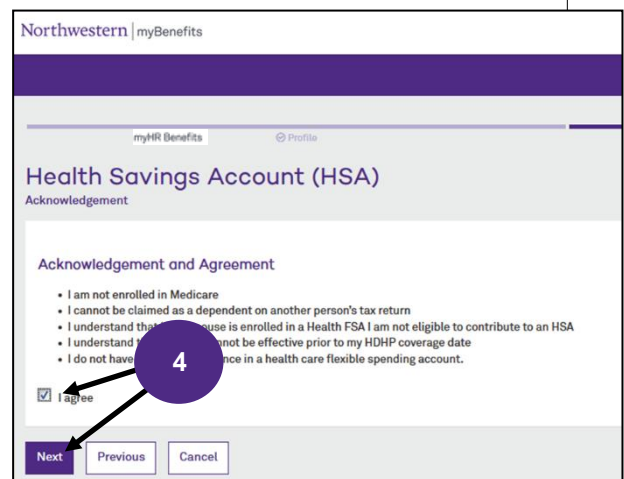 Northwestern | myBenefits
myHR Benefits Profile
Health Savings Account (HSA)
Acknowledgement
Acknowledgement and Agreement
• I am not enrolled in Medicare
• I cannot be claimed as a dependent on another person's tax return
• I understand that ouse is enrolled in a Health FSA I am not eligible to contribute to an HSA
• I understand not be effective prior to my HDHP coverage date
• I do not have nce in a health care flexible spending account.
4
I agree
Next Previous Cancel